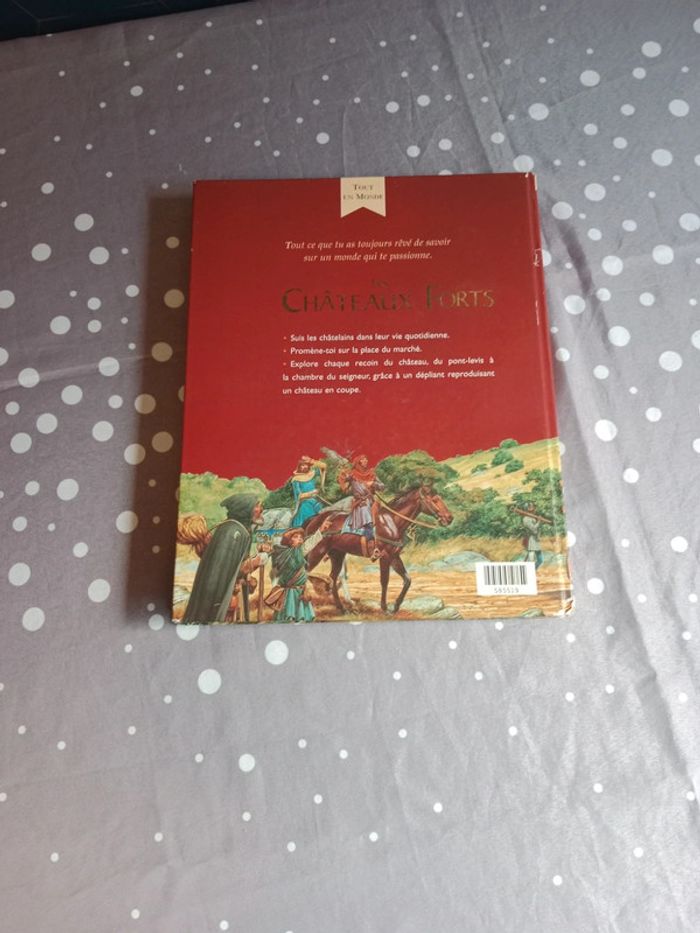 TOUT
EN MONDE
Tout ce que tu as toujours rêvé de savoir
sur un monde qui te passionne.
CHÂTEAUX FORTS
• Suis les châtelains dans leur vie quotidienne.
• Promène-toi sur la place du marché.
• Explore chaque recoin du château, du pont-levis à
la chambre du seigneur, grâce à un dépliant reproduisant
un château en coupe.